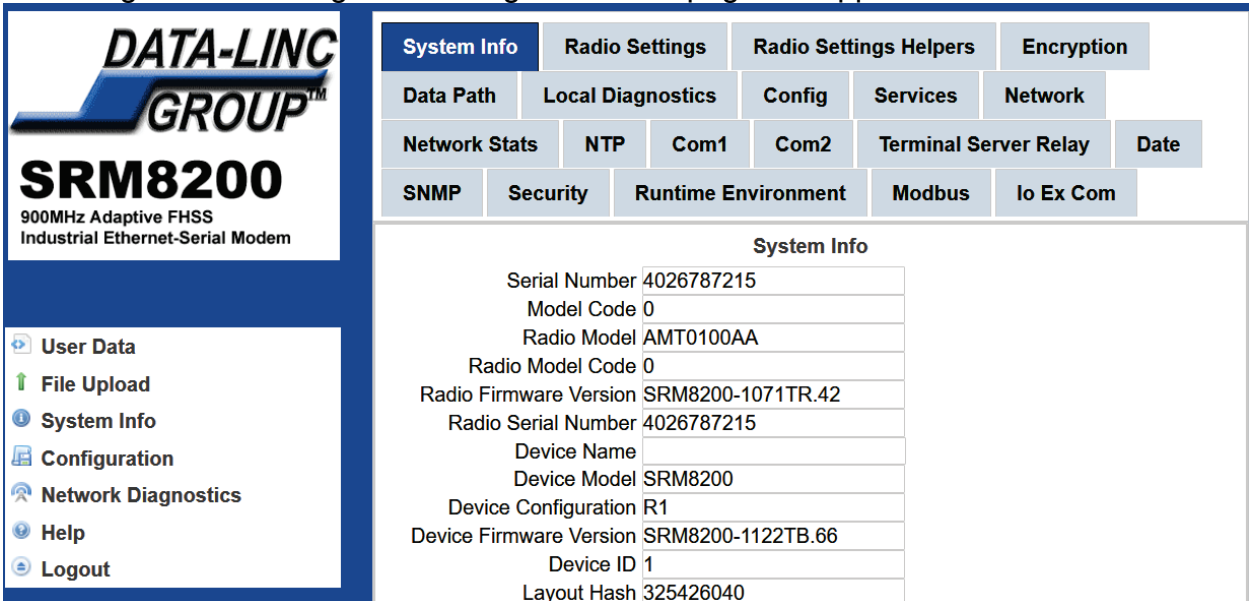 DATA-LINC
GROUP™
SRM8200
900MHz Adaptive FHSS
Industrial Ethernet-Serial Modem
User Data
File Upload
System Info
Configuration
Network Diagnostics
Help
Logout
System Info Radio Settings Radio Settings Helpers Encryption
Data Path Local Diagnostics Config Services Network
Network Stats NTP Com1 Com2 Terminal Server Relay Date
SNMP Security Runtime Environment Modbus Io Ex Com
System Info
Serial Number 4026787215
Model Code 0
Radio Model AMT0100AA
Radio Model Code 0
Radio Firmware Version SRM8200-1071TR.42
Radio Serial Number 4026787215
Device Name
Device Model SRM8200
Device Configuration R1
Device Firmware Version SRM8200-1122TB.66
Device ID 1
Layout Hash 325426040